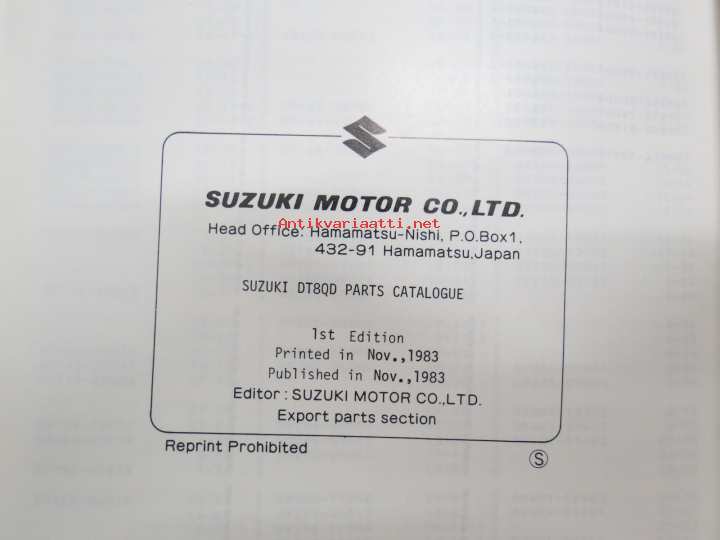 SUZUKI MOTOR CO.,LTD.
Antikvariaatti.net
Head Office: Hamamatsu-Nishi, P.O.Box1,
432-91 Hamamatsu,Japan
SUZUKI DT8QD PARTS CATALOGUE
1st Edition
Printed in Nov.,1983
Published in Nov.,1983
Editor : SUZUKI MOTOR CO.,LTD.
Export parts section
Reprint Prohibited
Ⓢ